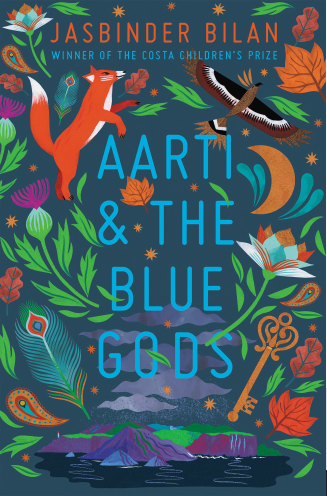 JASBINDER BILAN
WINNER OF THE COSTA CHILDREN'S PRIZE
AARTI
& THE
BLUE
GODS